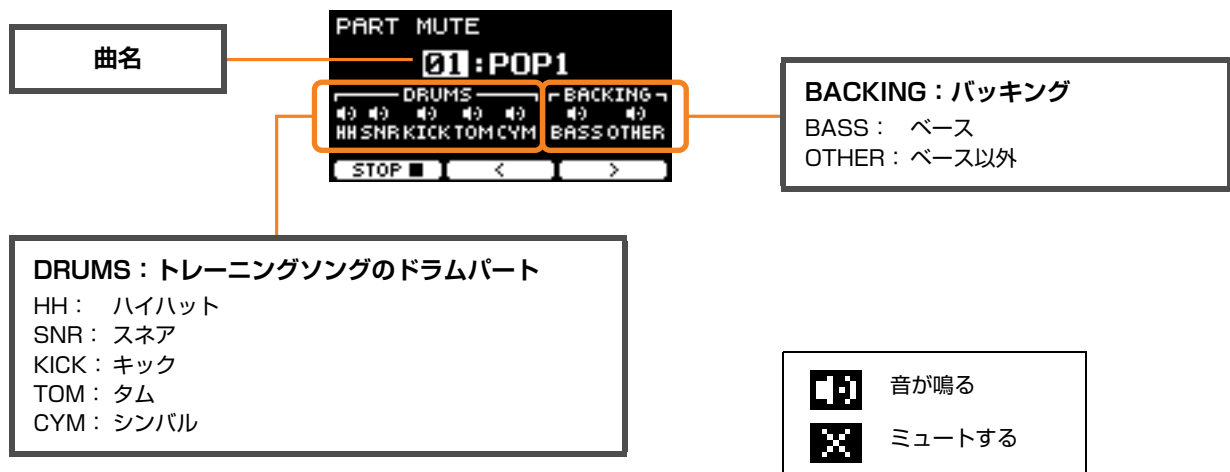 PART MUTE
曲名
01:POP1
DRUMS
BACKING
HH SNR KICK TOM CYM BASS OTHER
STOP ■ < >
BACKING：バッキング
BASS： ベース
OTHER： ベース以外
DRUMS：トレーニングソングのドラムパート
HH： ハイハット
SNR： スネア
KICK： キック
TOM： タム
CYM： シンバル
音が鳴る
ミュートする